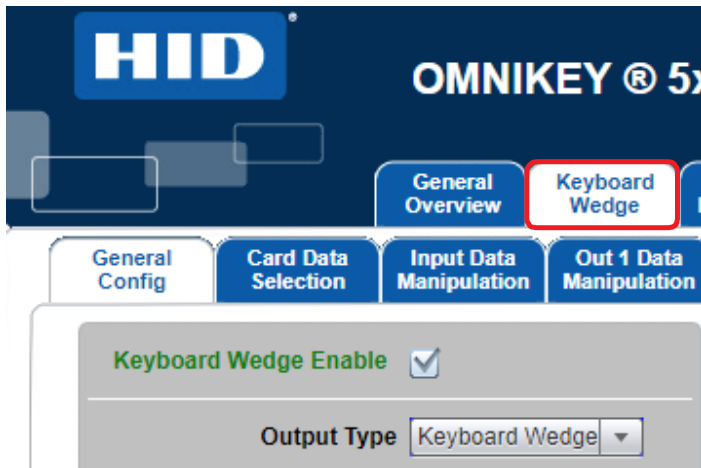 HID
OMNIKEY ® 5x
General
Overview
Keyboard
Wedge
General
Config
Card Data
Selection
Input Data
Manipulation
Out 1 Data
Manipulation
Keyboard Wedge Enable
Output Type Keyboard Wedge